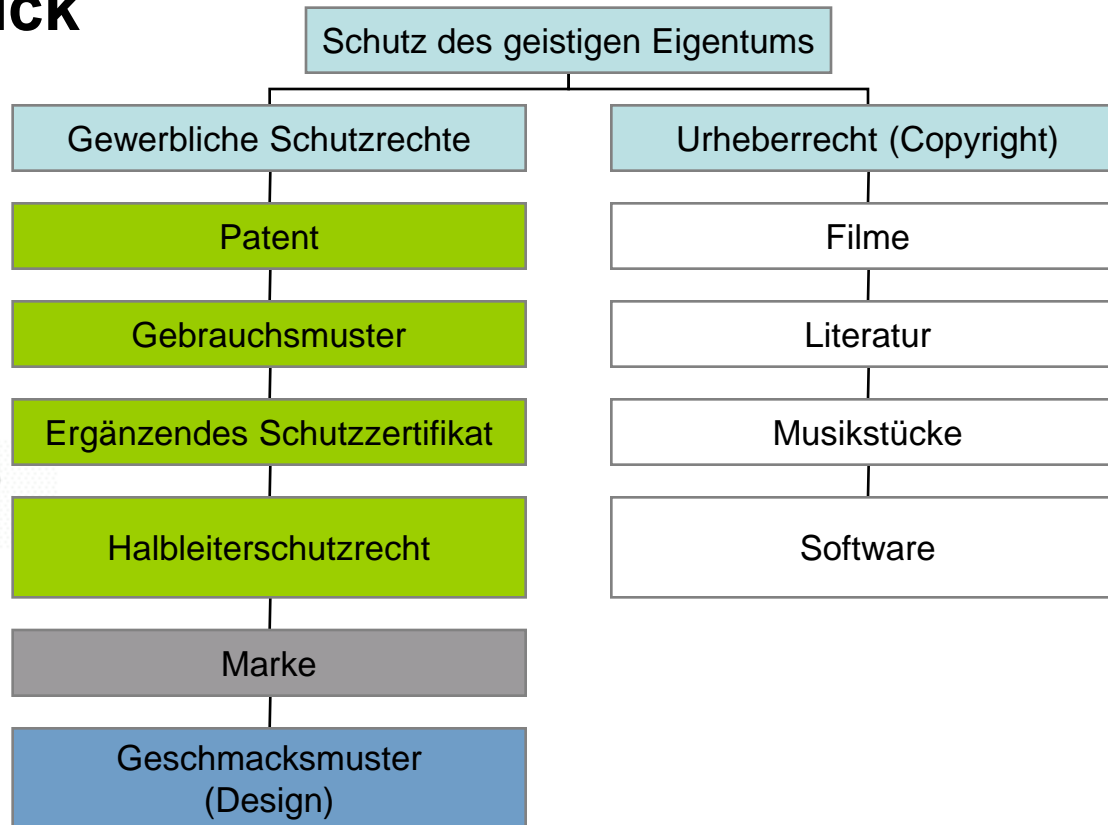 ick
Schutz des geistigen Eigentums
Gewerbliche Schutzrechte
Patent
Gebrauchsmuster
Ergänzendes Schutzzertifikat
Halbleiterschutzrecht
Marke
Geschmacksmuster
(Design)
Urheberrecht (Copyright)
Filme
Literatur
Musikstücke
Software